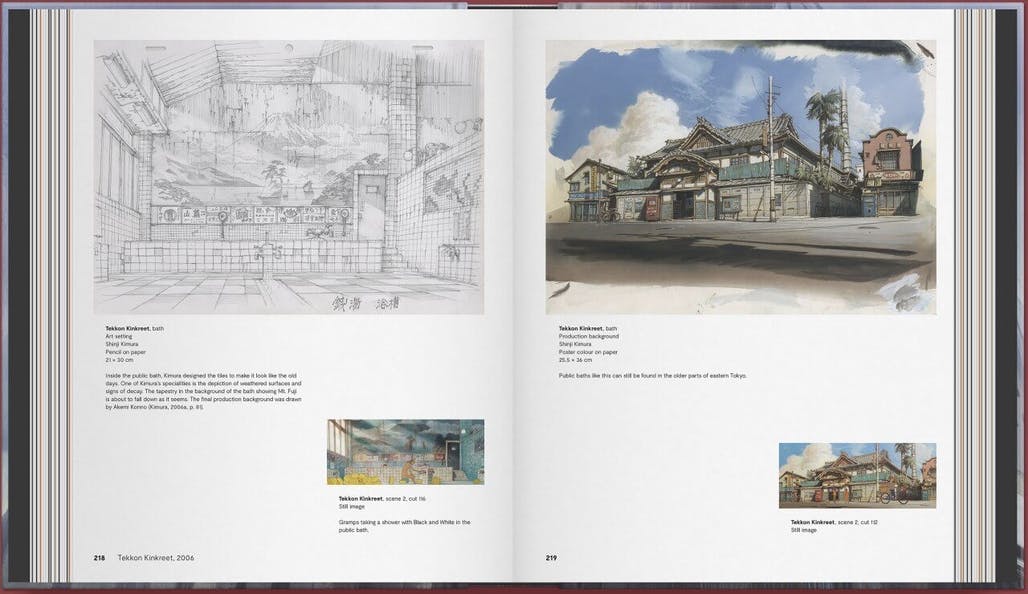 鉄湯 浴槽
Tekkon Kinkreet, bath
Art setting
Shinji Kimura
Pencil on paper
21 × 30 cm
Inside the public bath, Kimura designed the tiles to make it look like the old
days. One of Kimura's specialities is the depiction of weathered surfaces and
signs of decay. The tapestry in the background of the bath showing Mt. Fuji
is about to fall down as it seems. The final production background was drawn
by Akemi Konno (Kimura, 2006a, p. 81).
Tekkon Kinkreet, scene 2, cut 116
Still image
Gramps taking a shower with Black and White in the
public bath.
218 Tekkon Kinkreet, 2006
Tekkon Kinkreet, bath
Production background
Shinji Kimura
Poster colour on paper
25.5 × 36 cm
Public baths like this can still be found in the older parts of eastern Tokyo.
Tekkon Kinkreet, scene 2, cut 112
Still image
219